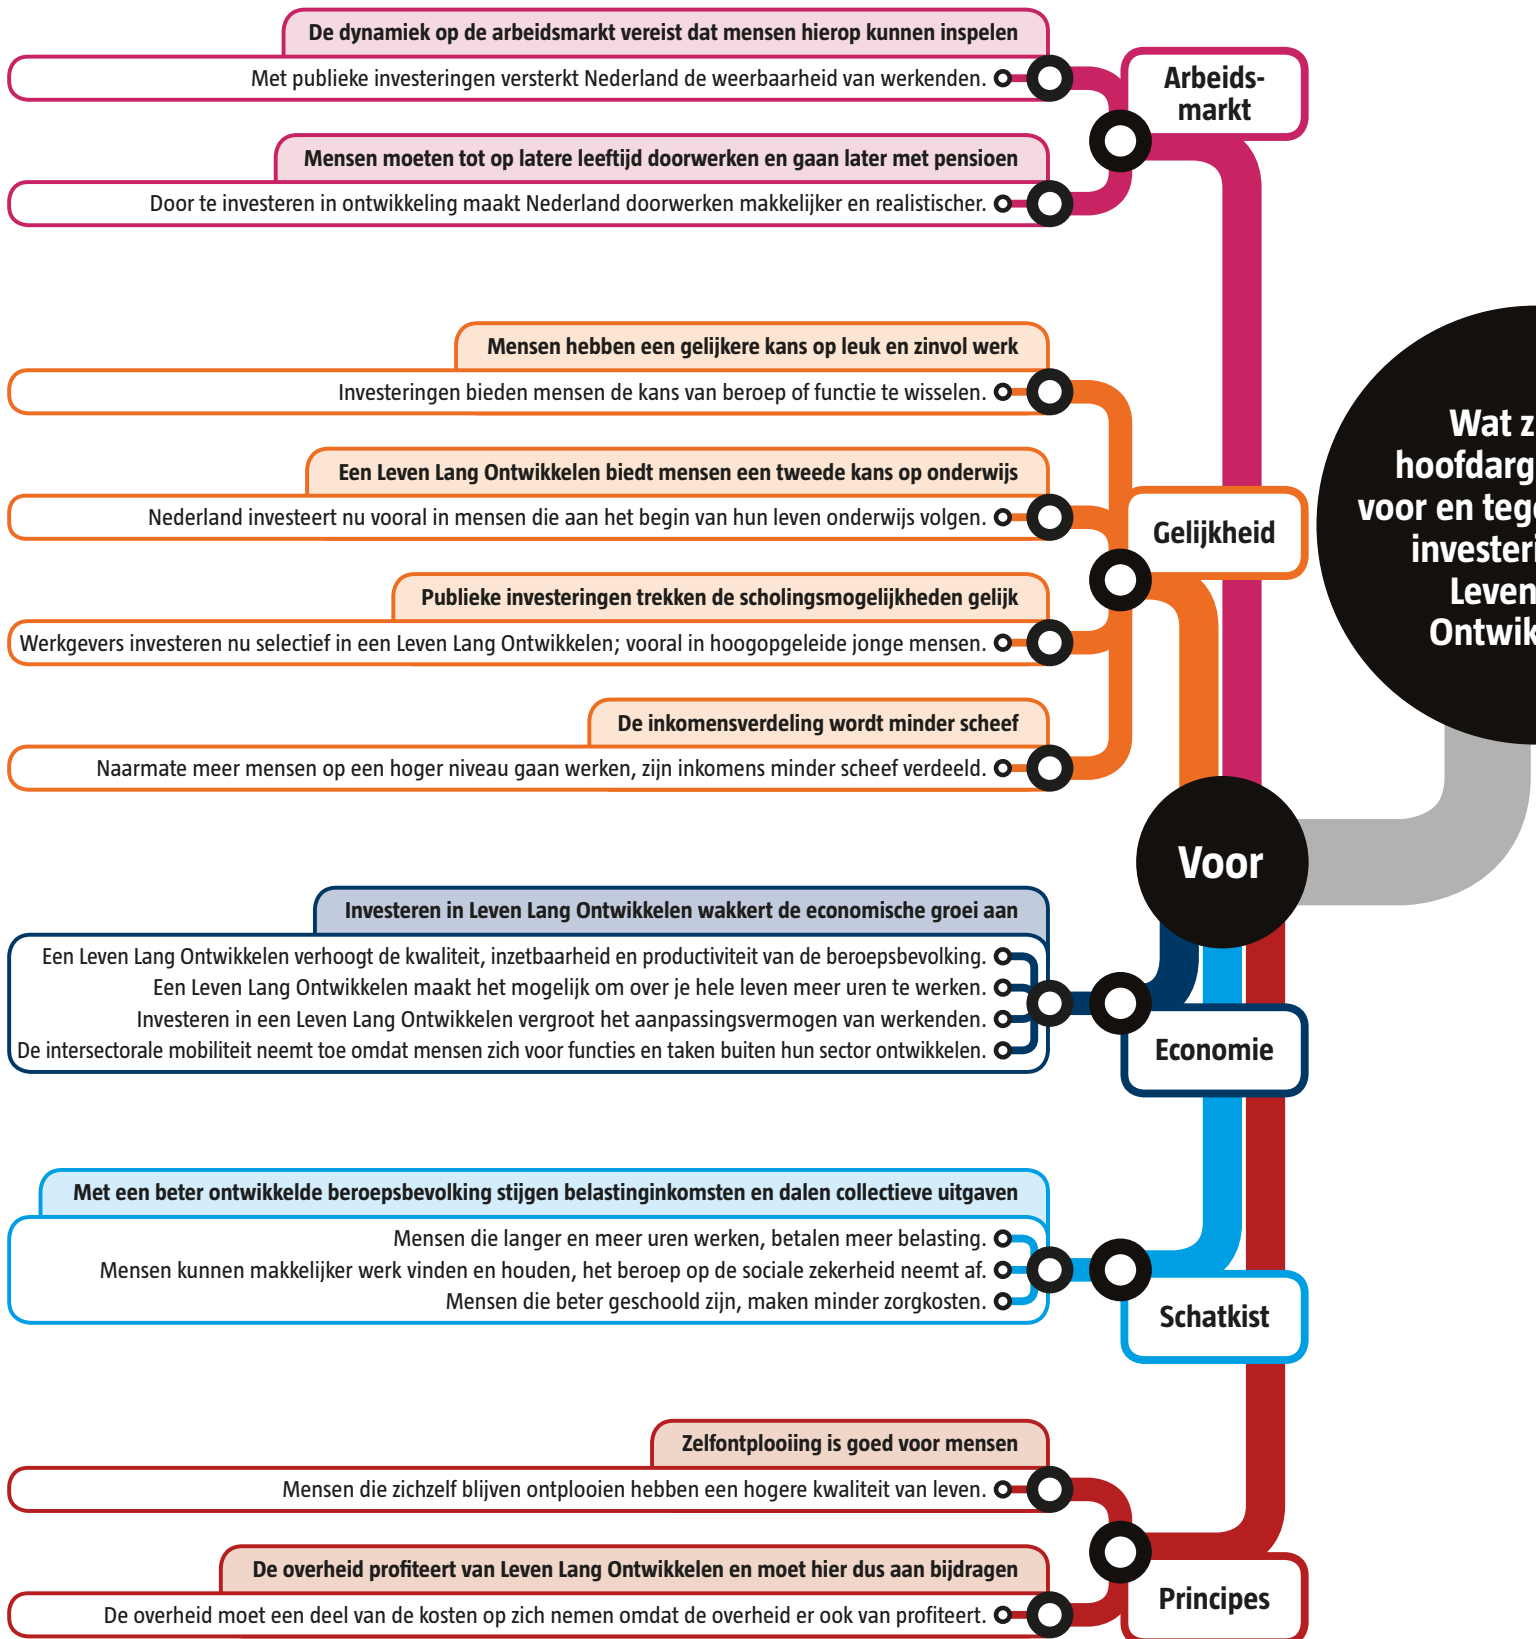 De dynamiek op de arbeidsmarkt vereist dat mensen hierop kunnen inspelen
Met publieke investeringen versterkt Nederland de weerbaarheid van werkenden.
Arbeids-
markt
Mensen moeten tot op latere leeftijd doorwerken en gaan later met pensioen
Door te investeren in ontwikkeling maakt Nederland doorwerken makkelijker en realistischer.
Mensen hebben een gelijkere kans op leuk en zinvol werk
Investeringen bieden mensen de kans van beroep of functie te wisselen.
Een Leven Lang Ontwikkelen biedt mensen een tweede kans op onderwijs
Nederland investeert nu vooral in mensen die aan het begin van hun leven onderwijs volgen.
Gelijkheid
Publieke investeringen trekken de scholingsmogelijkheden gelijk
Werkgevers investeren nu selectief in een Leven Lang Ontwikkelen; vooral in hoogopgeleide jonge mensen.
De inkomensverdeling wordt minder scheef
Naarmate meer mensen op een hoger niveau gaan werken, zijn inkomens minder scheef verdeeld.
Wat z
hoofdarg
voor en teg
investeri
Leven
Ontwik
Voor
Investeren in Leven Lang Ontwikkelen wakkert de economische groei aan
Een Leven Lang Ontwikkelen verhoogt de kwaliteit, inzetbaarheid en productiviteit van de beroepsbevolking.
Een Leven Lang Ontwikkelen maakt het mogelijk om over je hele leven meer uren te werken.
Investeren in een Leven Lang Ontwikkelen vergroot het aanpassingsvermogen van werkenden.
De intersectorale mobiliteit neemt toe omdat mensen zich voor functies en taken buiten hun sector ontwikkelen.
Economie
Met een beter ontwikkelde beroepsbevolking stijgen belastinginkomsten en dalen collectieve uitgaven
Mensen die langer en meer uren werken, betalen meer belasting.
Mensen kunnen makkelijker werk vinden en houden, het beroep op de sociale zekerheid neemt af.
Mensen die beter geschoold zijn, maken minder zorgkosten.
Schatkist
Zelfontplooiing is goed voor mensen
Mensen die zichzelf blijven ontplooien hebben een hogere kwaliteit van leven.
De overheid profiteert van Leven Lang Ontwikkelen en moet hier dus aan bijdragen
De overheid moet een deel van de kosten op zich nemen omdat de overheid er ook van profiteert.
Principes